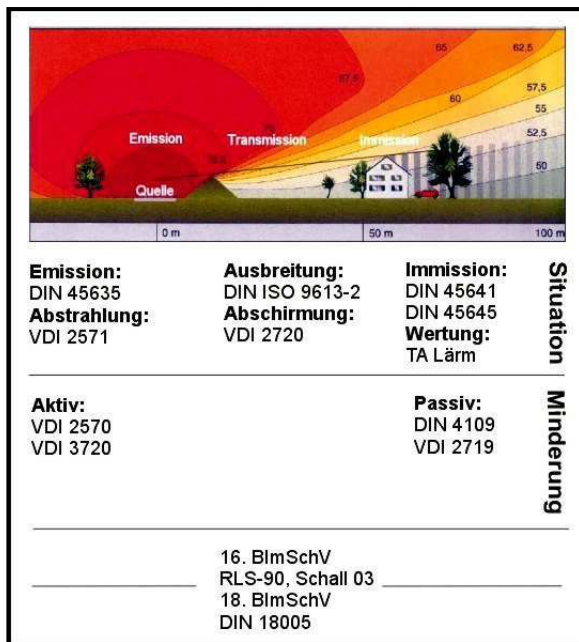 65
62,5
67,5
57,5
60
55
52,5
50
Emission
Transmission
Immission
Quelle
0 m 50 m 100 m
Emission: Ausbreitung: Immission:
DIN 45635 DIN ISO 9613-2 DIN 45641
Abstrahlung: Abschirmung: DIN 45645
VDI 2571 VDI 2720 Wertung:
TA Lärm
Situation
Aktiv: Passiv:
VDI 2570 DIN 4109
VDI 3720 VDI 2719
Minderung
16. BImSchV
RLS-90, Schall 03
18. BImSchV
DIN 18005